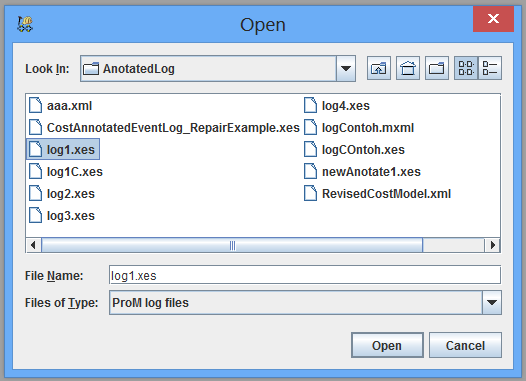 Open
Look In: AnotatedLog
aaa.xml
CostAnnotatedEventLog_RepairExample.xes
log1.xes
log1C.xes
log2.xes
log3.xes
log4.xes
logContoh.mxml
logCOntoh.xes
newAnotate1.xes
RevisedCostModel.xml
File Name: log1.xes
Files of Type: ProM log files
Open Cancel